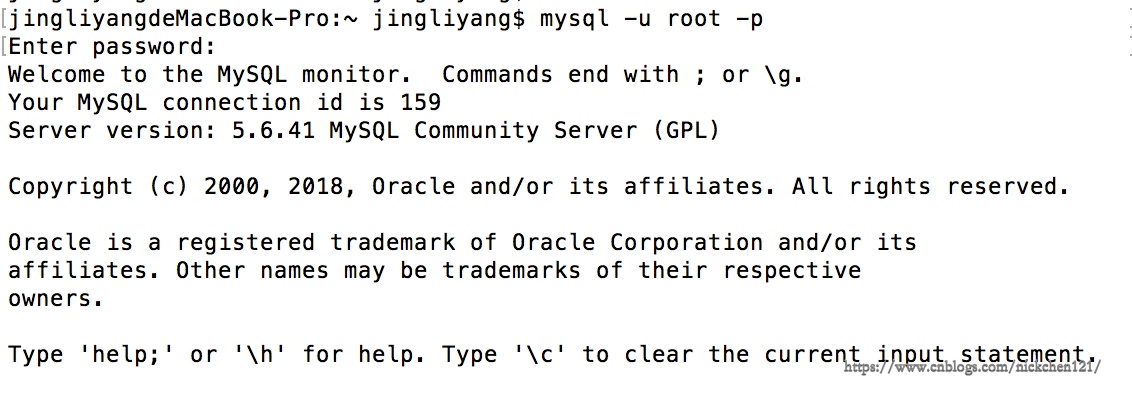 [jingliyangdeMacBook-Pro:~ jingliyang$ mysql -u root -p
[Enter password:
Welcome to the MySQL monitor.  Commands end with ; or \g.
Your MySQL connection id is 159
Server version: 5.6.41 MySQL Community Server (GPL)
Copyright (c) 2000, 2018, Oracle and/or its affiliates. All rights reserved.
Oracle is a registered trademark of Oracle Corporation and/or its
affiliates. Other names may be trademarks of their respective
owners.
Type 'help;' or '\h' for help. Type '\c' to clear the current input statement.
https://www.cnblogs.com/nickchen121/